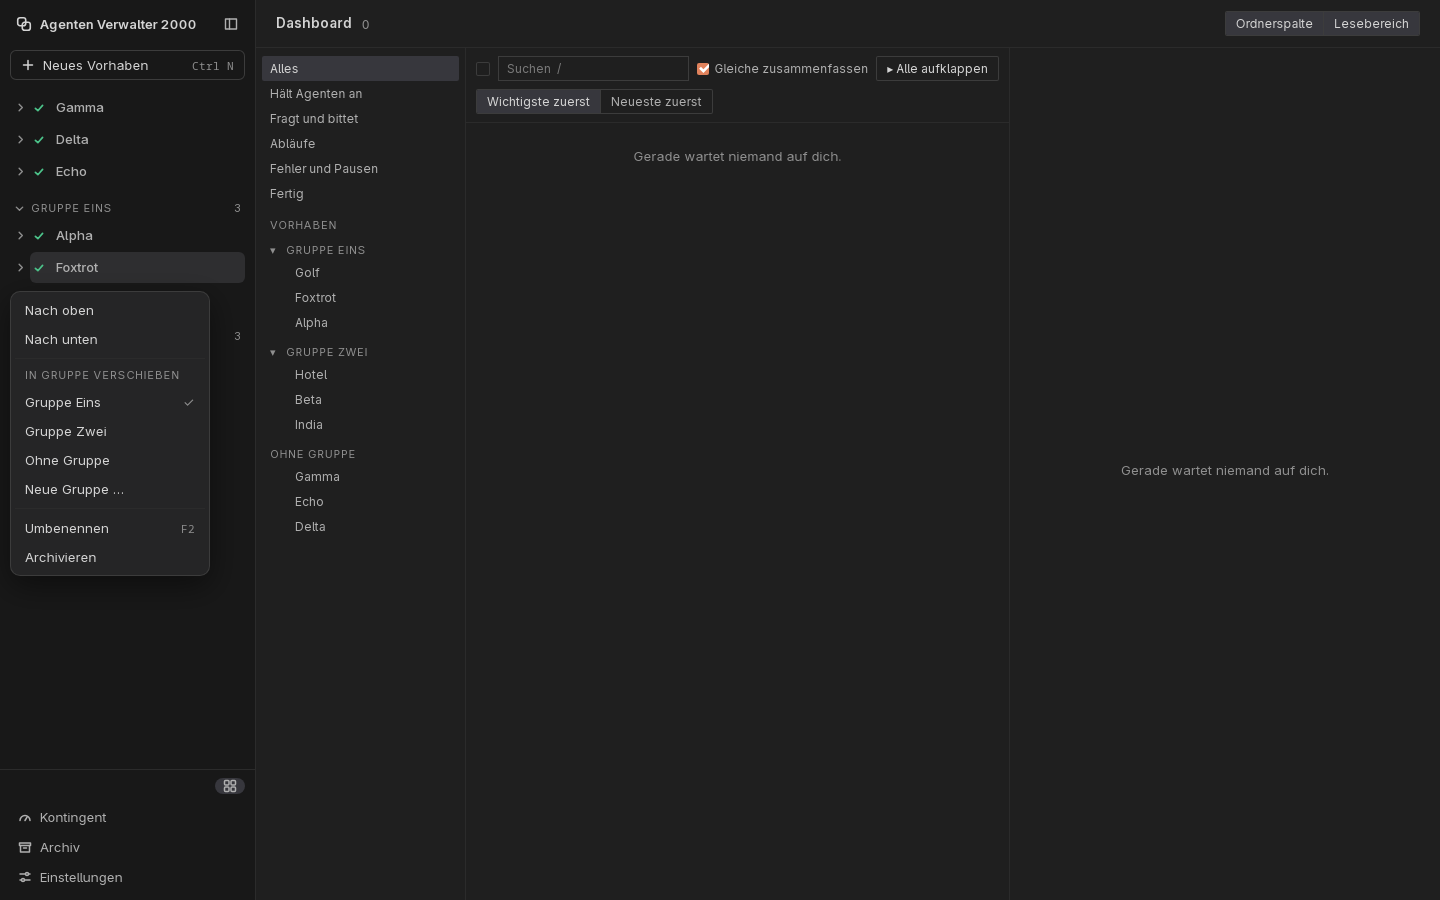 Agenten Verwalter 2000
Neues Vorhaben Ctrl N
Gamma
Delta
Echo
GRUPPE EINS 3
Alpha
Foxtrot
3
Nach oben
Nach unten
IN GRUPPE VERSCHIEBEN
Gruppe Eins
Gruppe Zwei
Ohne Gruppe
Neue Gruppe …
Umbenennen F2
Archivieren
Kontingent
Archiv
Einstellungen
Dashboard 0
Ordnerspalte Lesebereich
Alles
Hält Agenten an
Fragt und bittet
Abläufe
Fehler und Pausen
Fertig
VORHABEN
▾ GRUPPE EINS
Golf
Foxtrot
Alpha
▾ GRUPPE ZWEI
Hotel
Beta
India
OHNE GRUPPE
Gamma
Echo
Delta
Suchen / Gleiche zusammenfassen ▸ Alle aufklappen
Wichtigste zuerst Neueste zuerst
Gerade wartet niemand auf dich.
Gerade wartet niemand auf dich.